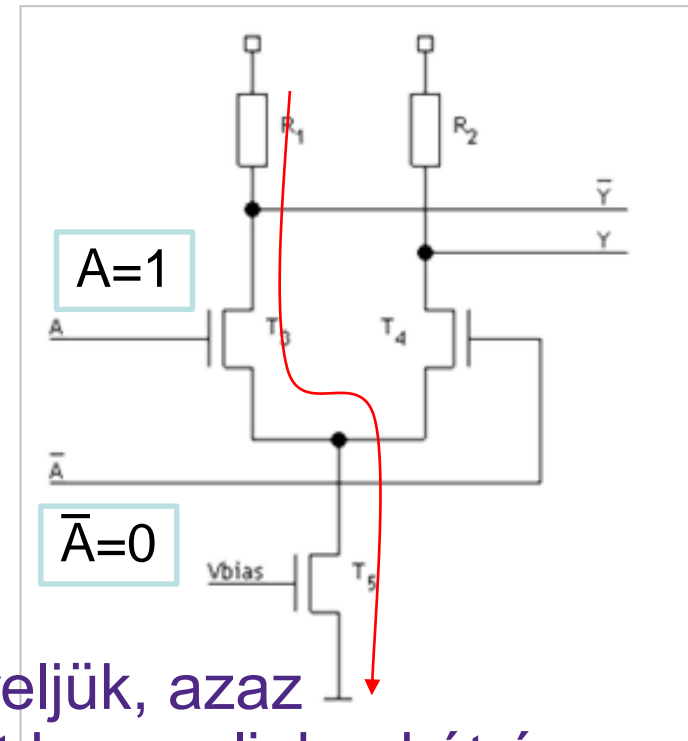 R1
R2
Y̅
Y
A=1
A
T3
T4
A̅
A̅=0
Vbias
T5
eljük, azaz